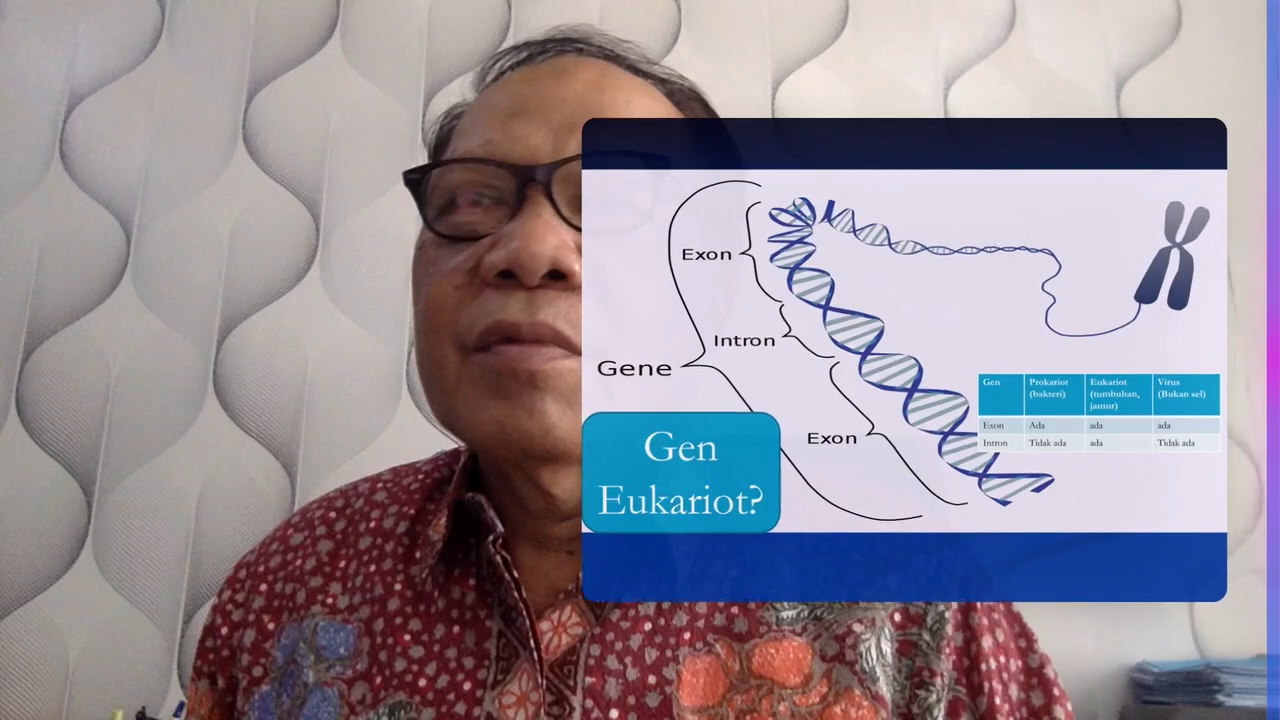 Exon
Intron
Gene
Exon
Gen
Eukariot?
Gen Prokariot (bakteri) Eukariot (tumbuhan, jamur) Virus (Bukan sel)
Exon Ada ada ada
Intron Tidak ada ada Tidak ada